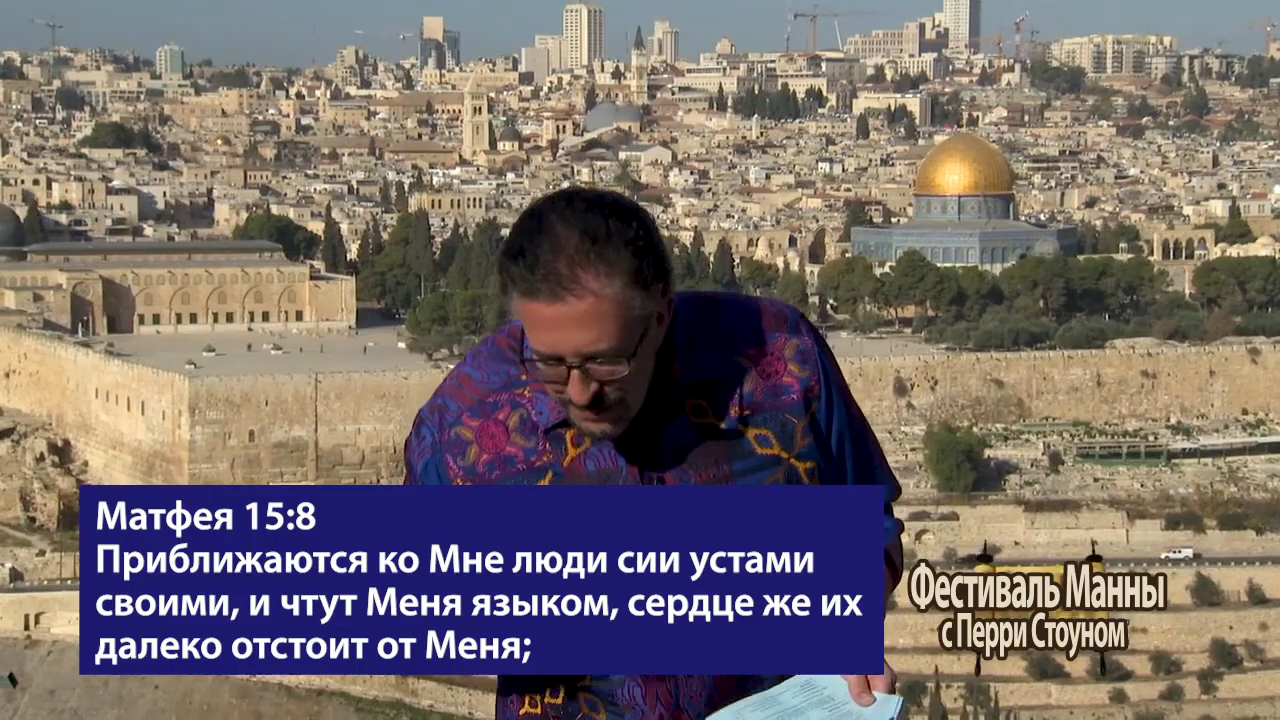 Матфея 15:8
Приближаются ко Мне люди сии устами
своими, и чтут Меня языком, сердце же их
далеко отстоит от Меня;
Фестиваль Манны
с Перри Стоуном